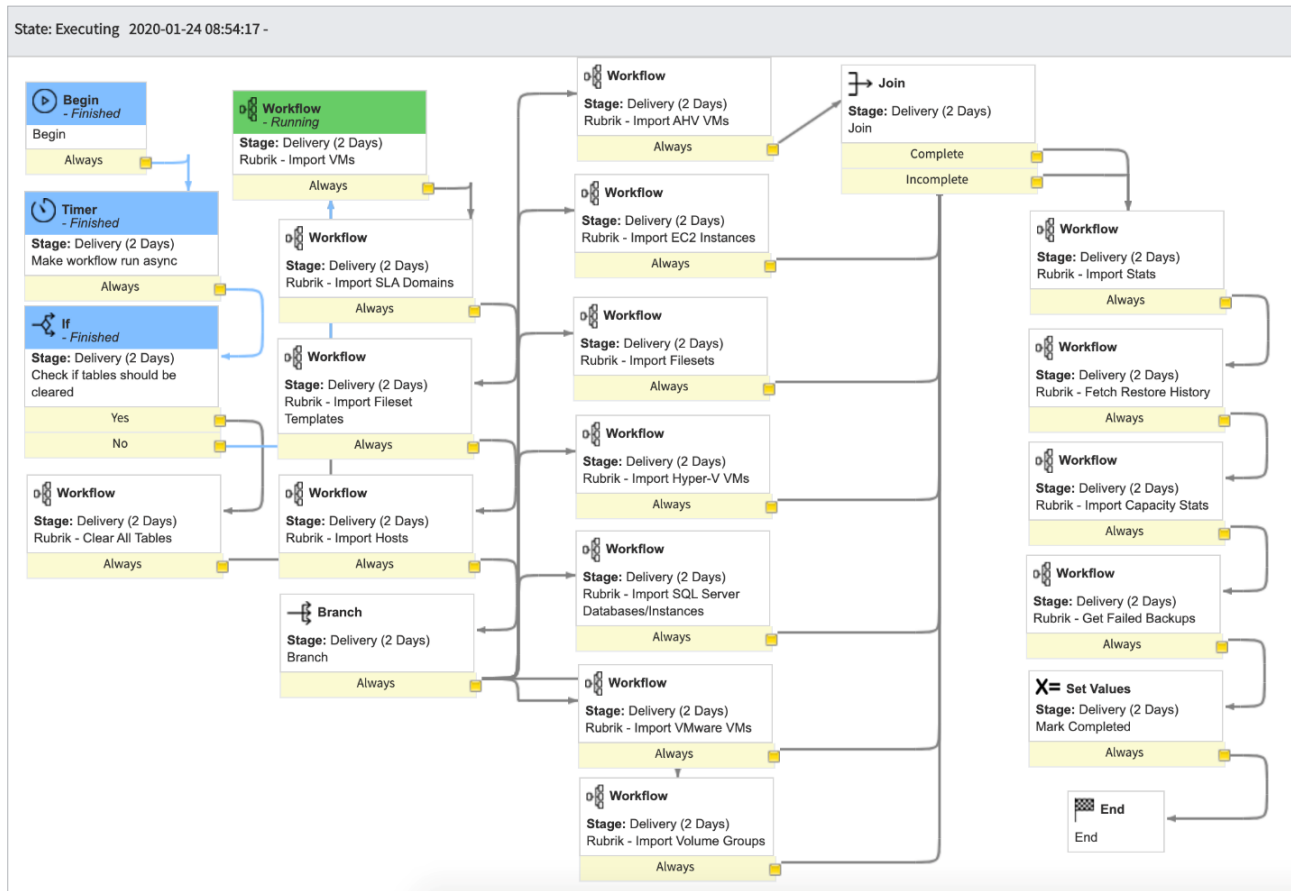 State: Executing 2020-01-24 08:54:17 -
Begin
- Finished
Begin
Always
Timer
- Finished
Stage: Delivery (2 Days)
Make workflow run async
Always
If
- Finished
Stage: Delivery (2 Days)
Check if tables should be
cleared
Yes
No
Workflow
Stage: Delivery (2 Days)
Rubrik - Clear All Tables
Always
Workflow
- Running
Stage: Delivery (2 Days)
Rubrik - Import VMs
Always
Workflow
Stage: Delivery (2 Days)
Rubrik - Import SLA Domains
Always
Workflow
Stage: Delivery (2 Days)
Rubrik - Import Fileset
Templates
Always
Workflow
Stage: Delivery (2 Days)
Rubrik - Import Hosts
Always
Branch
Stage: Delivery (2 Days)
Branch
Always
Workflow
Stage: Delivery (2 Days)
Rubrik - Import AHV VMs
Always
Workflow
Stage: Delivery (2 Days)
Rubrik - Import EC2 Instances
Always
Workflow
Stage: Delivery (2 Days)
Rubrik - Import Filesets
Always
Workflow
Stage: Delivery (2 Days)
Rubrik - Import Hyper-V VMs
Always
Workflow
Stage: Delivery (2 Days)
Rubrik - Import SQL Server
Databases/Instances
Always
Workflow
Stage: Delivery (2 Days)
Rubrik - Import VMware VMs
Always
Workflow
Stage: Delivery (2 Days)
Rubrik - Import Volume Groups
Always
Join
Stage: Delivery (2 Days)
Join
Complete
Incomplete
Workflow
Stage: Delivery (2 Days)
Rubrik - Import Stats
Always
Workflow
Stage: Delivery (2 Days)
Rubrik - Fetch Restore History
Always
Workflow
Stage: Delivery (2 Days)
Rubrik - Import Capacity Stats
Always
Workflow
Stage: Delivery (2 Days)
Rubrik - Get Failed Backups
Always
X= Set Values
Stage: Delivery (2 Days)
Mark Completed
Always
End
End